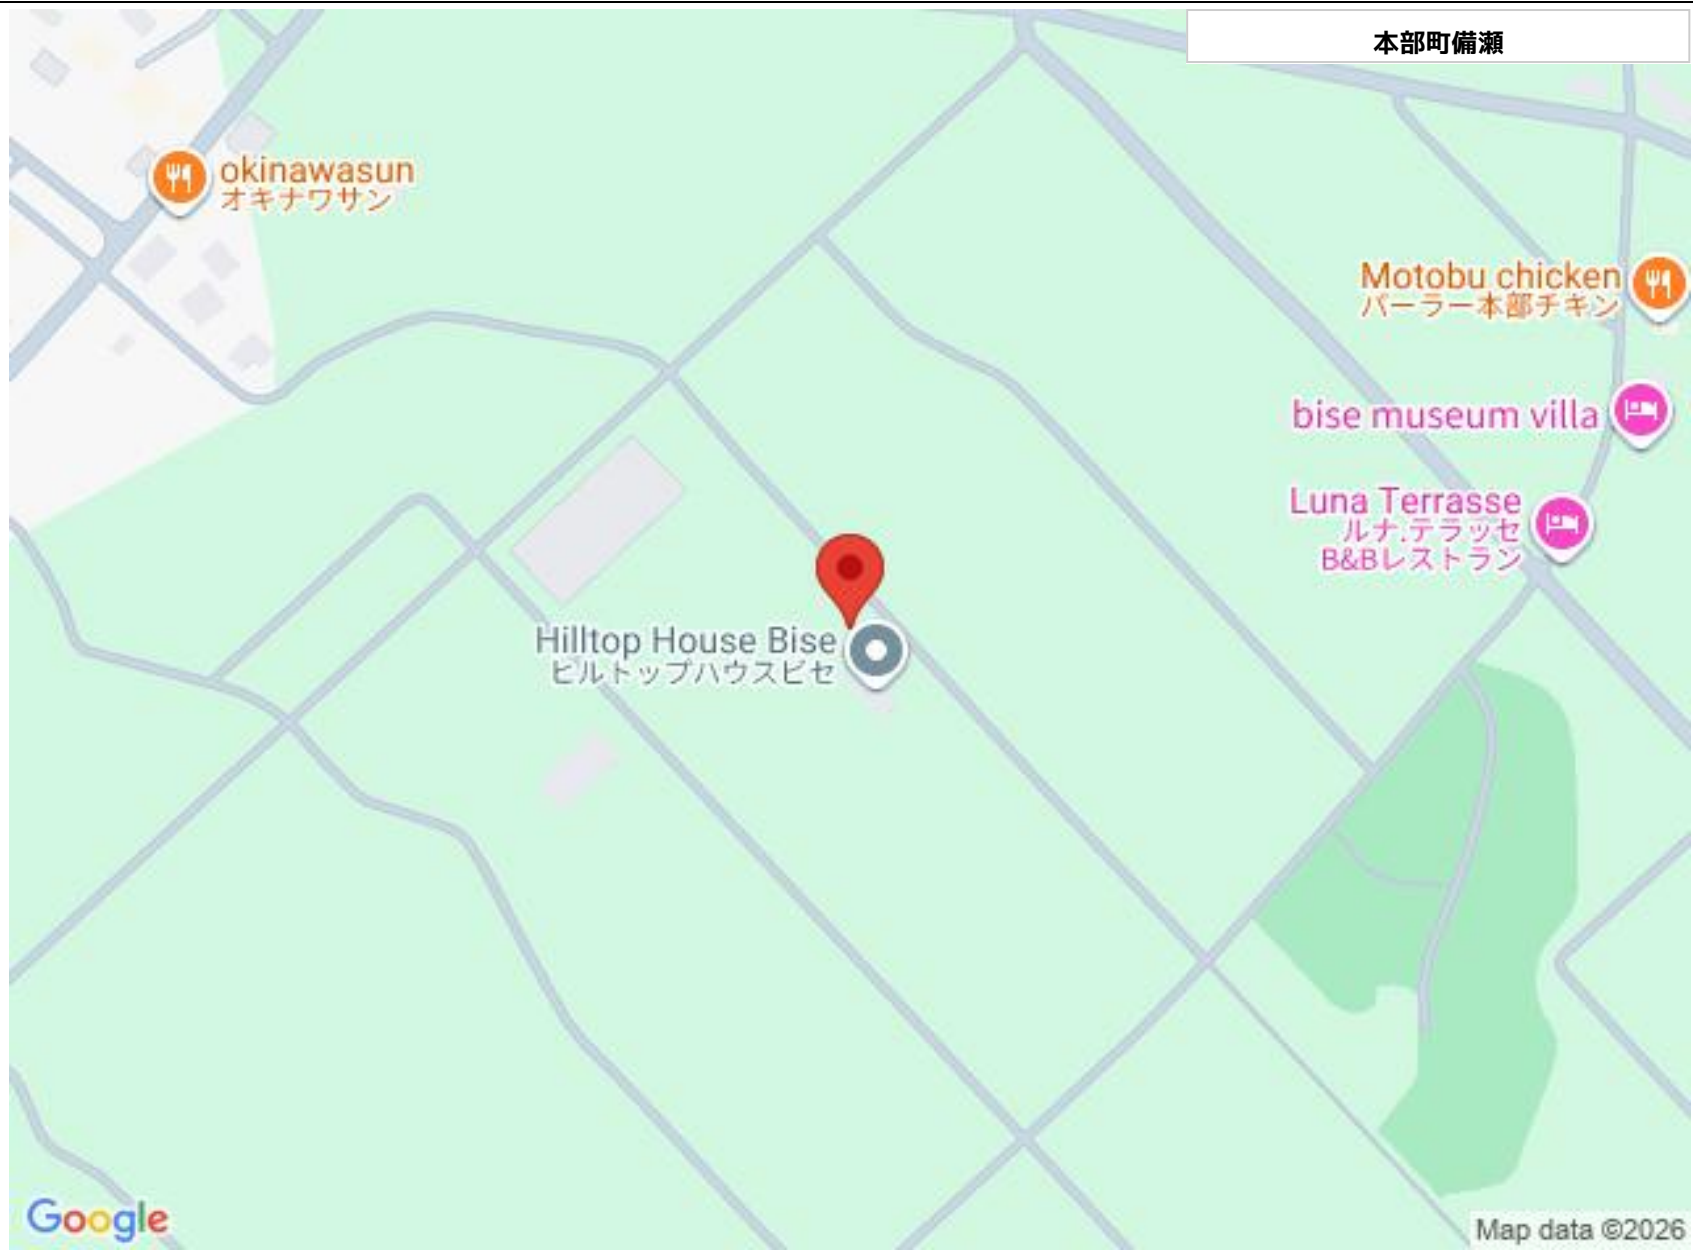 本部町備瀬
okinawasun
オキナワサン
Motobu chicken
パーラー本部チキン
bise museum villa
Luna Terrasse
ルナ.テラッセ
B&Bレストラン
Hilltop House Bise
ヒルトップハウスビセ
Google
Map data ©2026